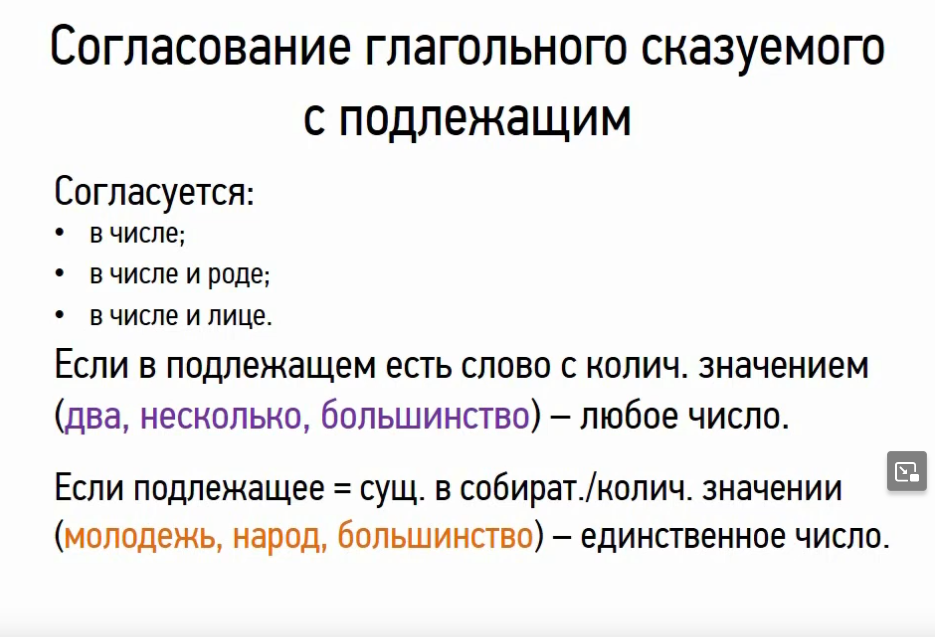 Согласование глагольного сказуемого
с подлежащим
Согласуется:
• в числе;
• в числе и роде;
• в числе и лице.
Если в подлежащем есть слово с колич. значением
(два, несколько, большинство) – любое число.
Если подлежащее = сущ. в собират./колич. значении
(молодежь, народ, большинство) – единственное число.